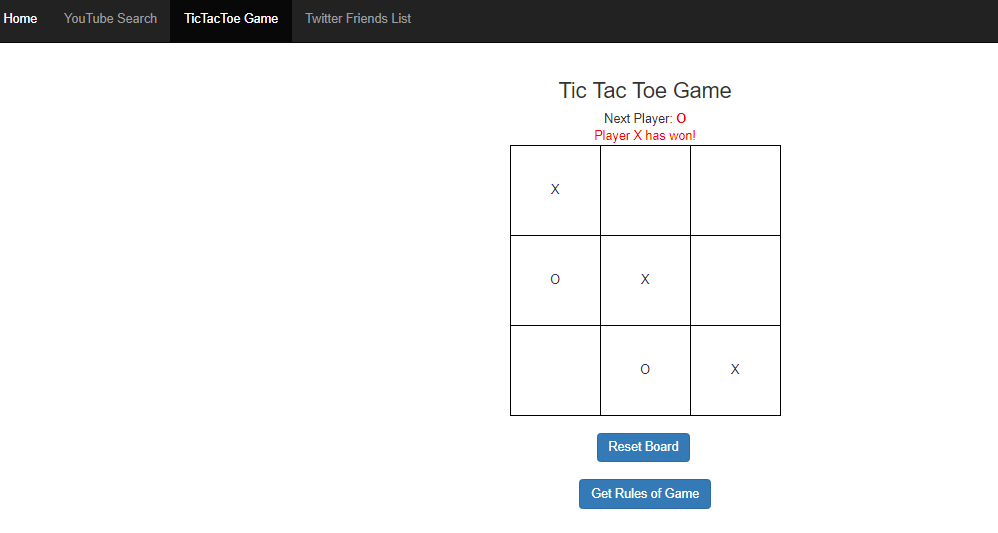 Home YouTube Search TicTacToe Game Twitter Friends List
Tic Tac Toe Game
Next Player: O
Player X has won!
X
O X
O X
Reset Board
Get Rules of Game